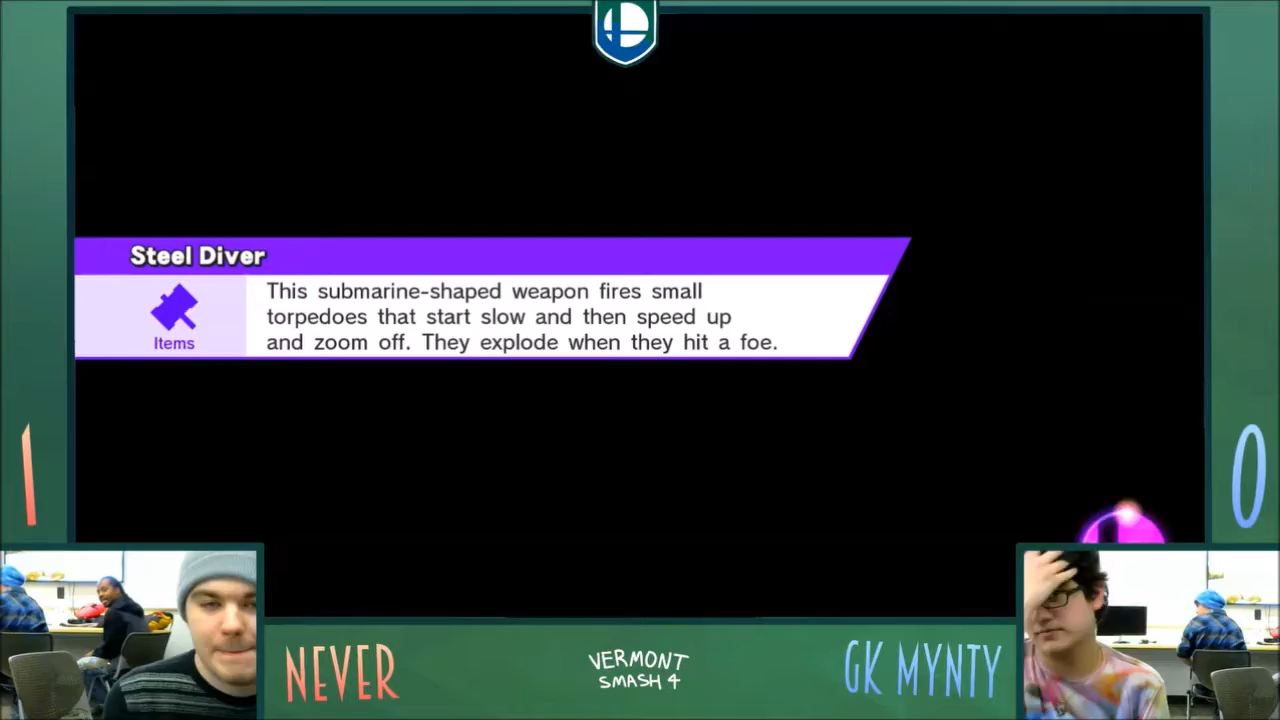 Steel Diver
Items
This submarine-shaped weapon fires small
torpedoes that start slow and then speed up
and zoom off. They explode when they hit a foe.
1
0
NEVER
VERMONT
SMASH 4
GK MYNTY